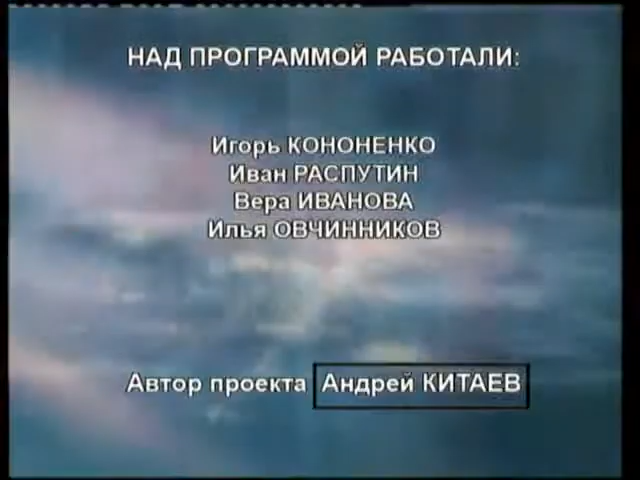 НАД ПРОГРАММОЙ РАБОТАЛИ:
Игорь КОНОНЕНКО
Иван РАСПУТИН
Вера ИВАНОВА
Илья ОВЧИННИКОВ
Автор проекта Андрей КИТАЕВ